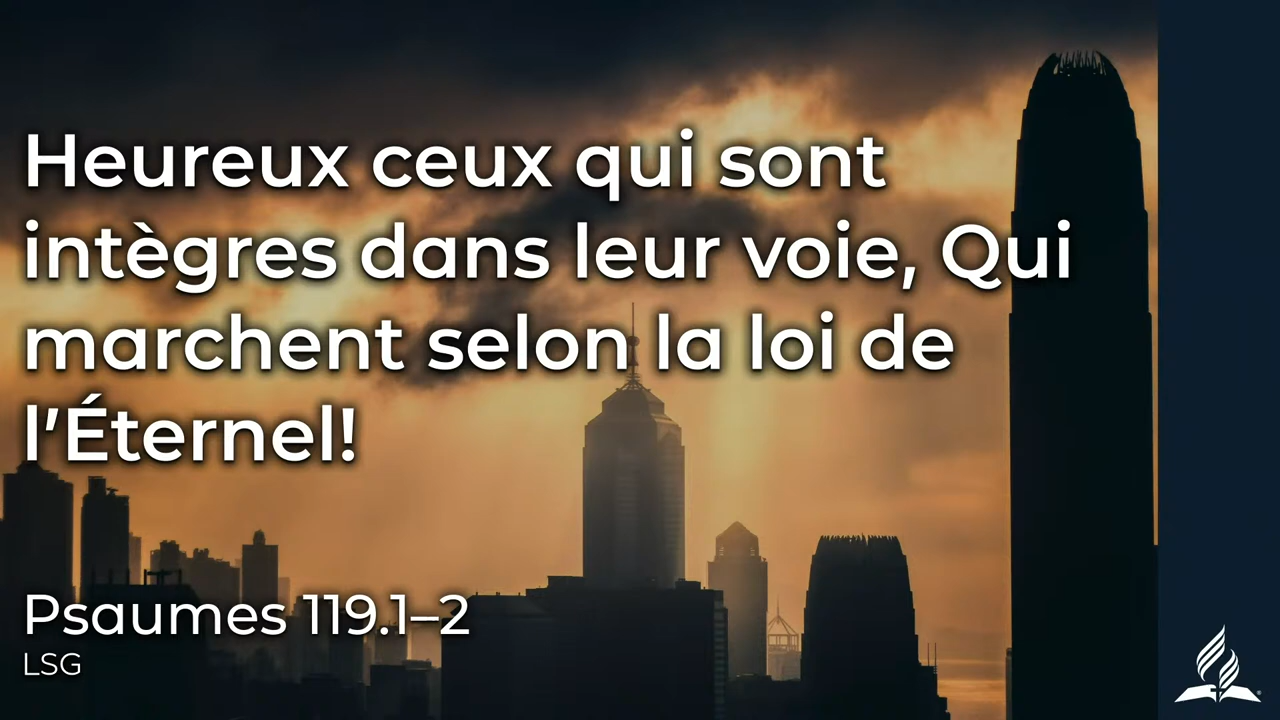 Heureux ceux qui sont
intègres dans leur voie, Qui
marchent selon la loi de
l’Éternel!
Psaumes 119.1–2
LSG